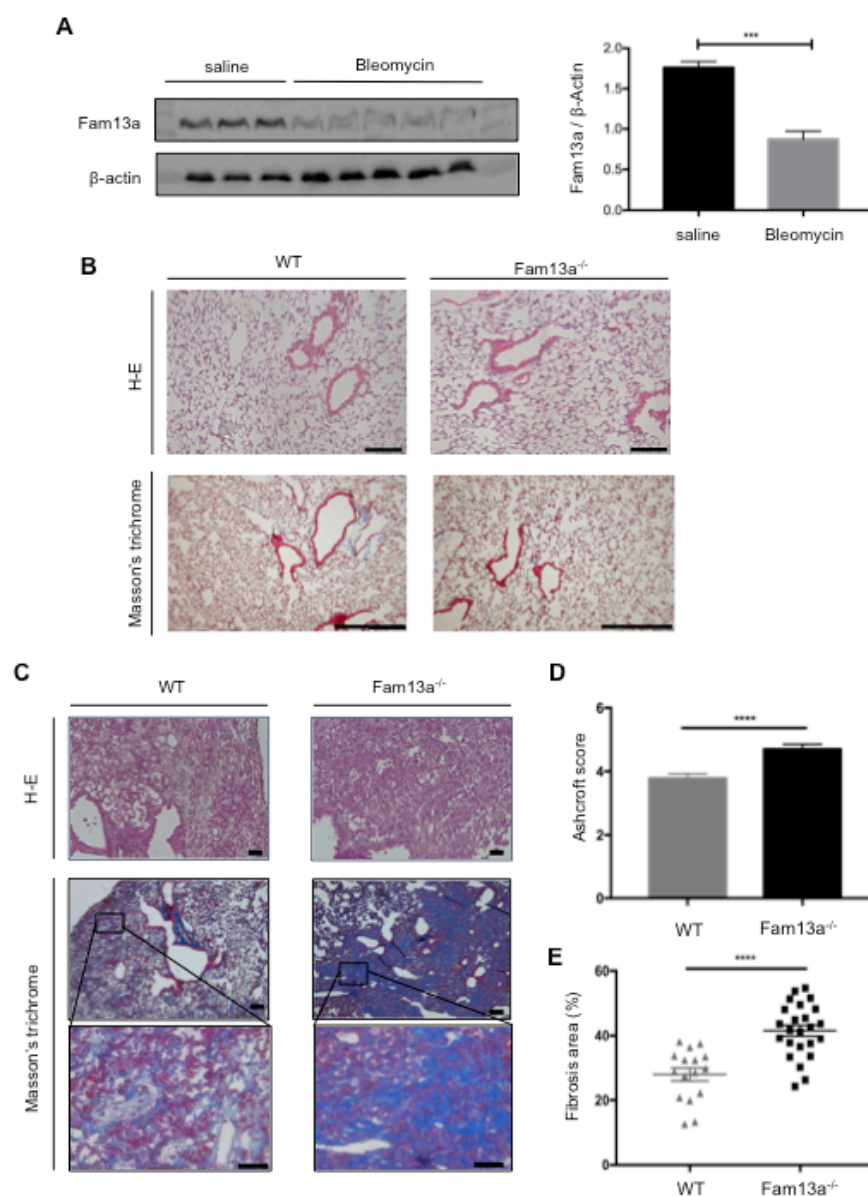 A
saline
Bleomycin
Fam13a
β-actin
***
Fam13a / β-Actin
2.0
1.5
1.0
0.5
0.0
saline
Bleomycin
B
WT
Fam13a-/-
H-E
Masson's trichrome
C
WT
Fam13a-/-
H-E
Masson's trichrome
D
****
Ashcroft score
6
4
2
0
WT
Fam13a-/-
E
****
Fibrosis area (%)
60
40
20
0
WT
Fam13a-/-